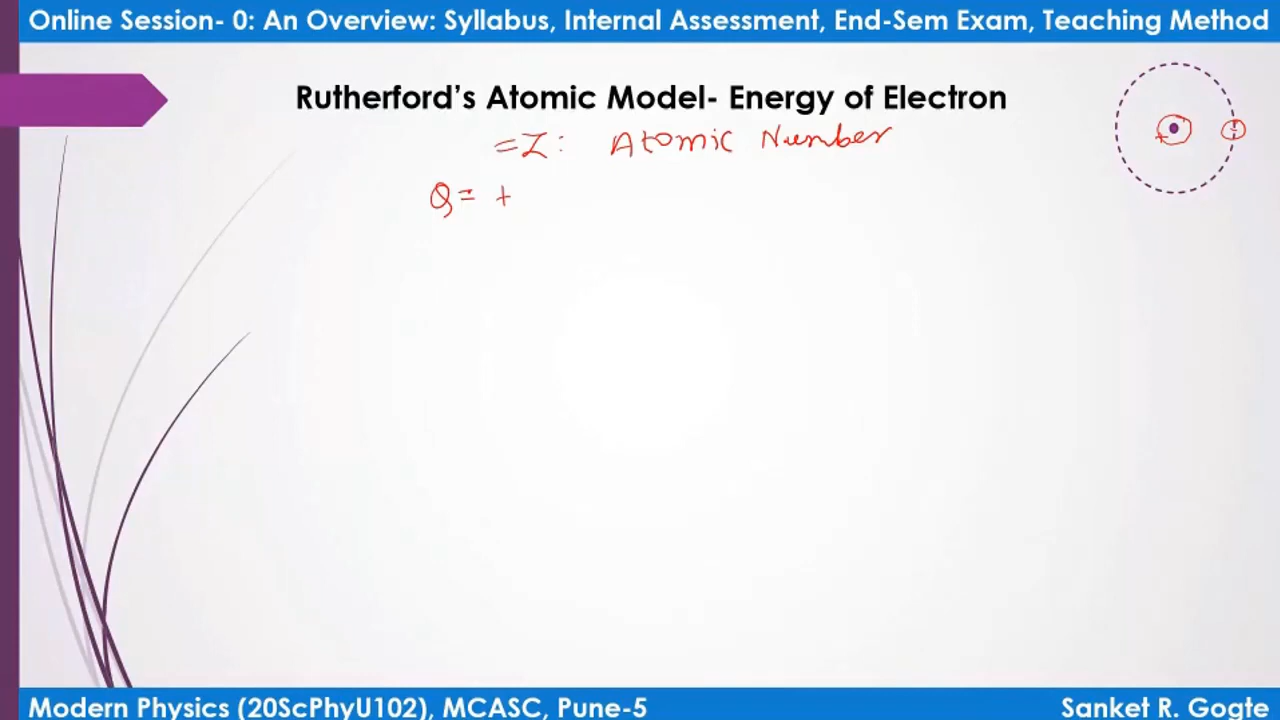 Online Session- 0: An Overview: Syllabus, Internal Assessment, End-Sem Exam, Teaching Method
Rutherford's Atomic Model- Energy of Electron
=Z: Atomic Number
Q= +
+ -
Modern Physics (20ScPhyU102), MCASC, Pune-5
Sanket R. Gogte